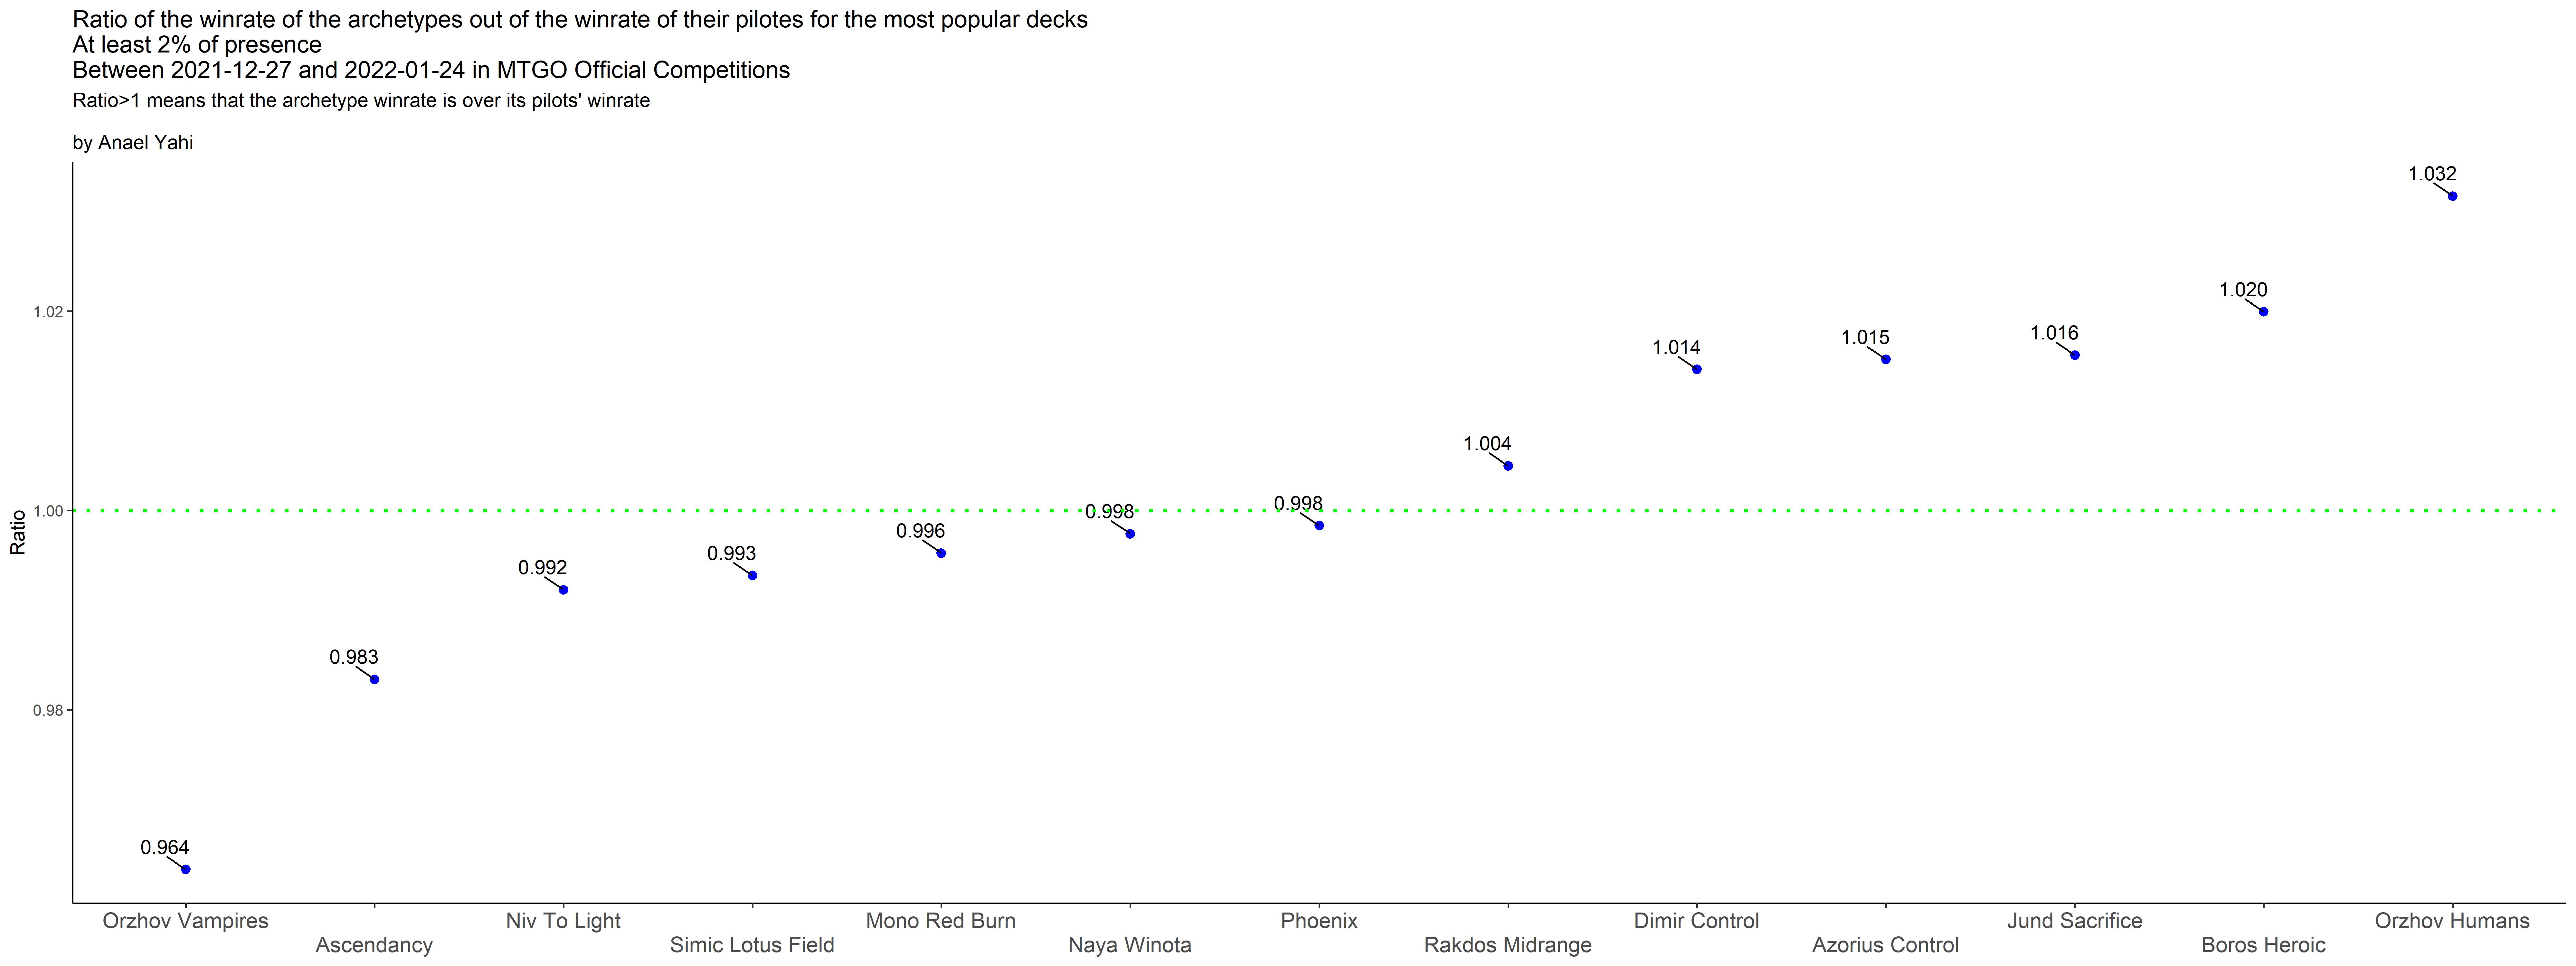 Ratio of the winrate of the archetypes out of the winrate of their pilotes for the most popular decks
At least 2% of presence
Between 2021-12-27 and 2022-01-24 in MTGO Official Competitions
Ratio>1 means that the archetype winrate is over its pilots' winrate
by Anael Yahi
1.032
1.02
1.020
1.016
1.015
1.014
1.004
1.00
0.998
0.998
0.996
0.993
0.992
0.983
0.98
0.964
Ratio
Orzhov Vampires
Ascendancy
Niv To Light
Simic Lotus Field
Mono Red Burn
Naya Winota
Phoenix
Rakdos Midrange
Dimir Control
Azorius Control
Jund Sacrifice
Boros Heroic
Orzhov Humans